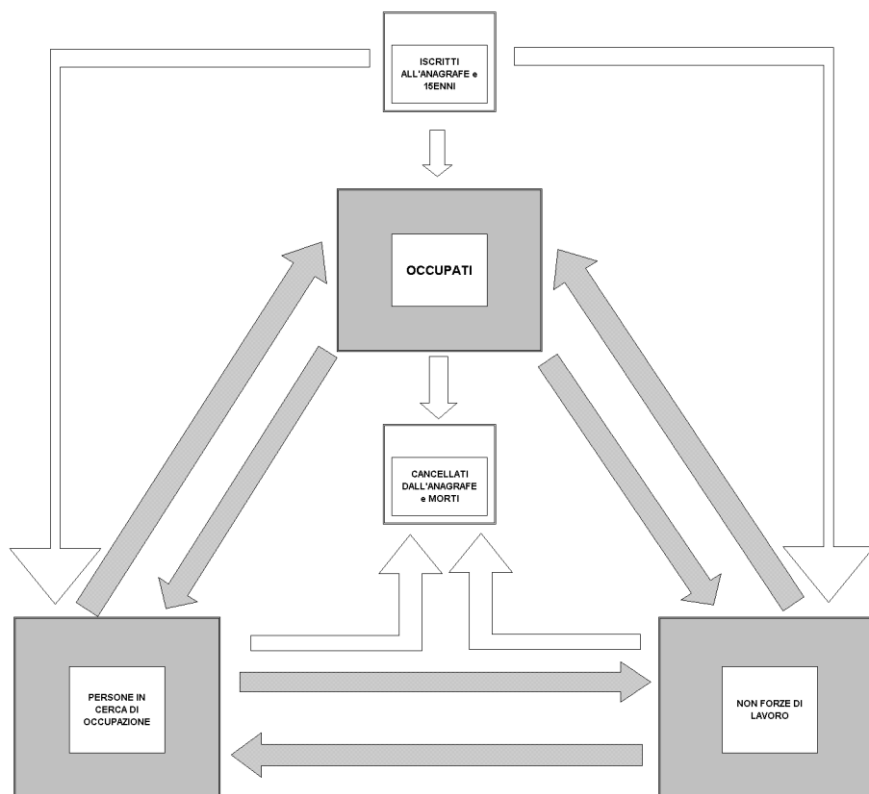 ISCRITTI
ALL'ANAGRAFE e
15ENNI
OCCUPATI
CANCELLATI
DALL'ANAGRAFE
e MORTI
PERSONE IN
CERCA DI
OCCUPAZIONE
NON FORZE DI
LAVORO